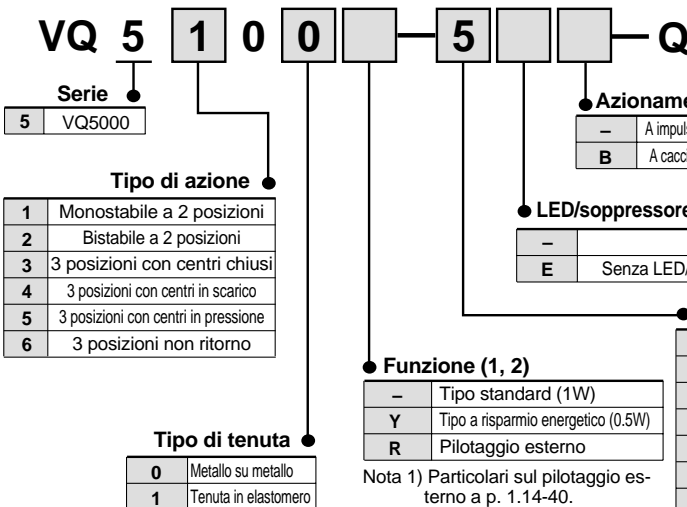 VQ 5 1 0 0 – 5 – Q
Serie
5 VQ5000
Tipo di azione
1 Monostabile a 2 posizioni
2 Bistabile a 2 posizioni
3 3 posizioni con centri chiusi
4 3 posizioni con centri in scarico
5 3 posizioni con centri in pressione
6 3 posizioni non ritorno
Tipo di tenuta
0 Metallo su metallo
1 Tenuta in elastomero
Funzione (1, 2)
– Tipo standard (1W)
Y Tipo a risparmio energetico (0.5W)
R Pilotaggio esterno
Nota 1) Particolari sul pilotaggio es-
terno a p. 1.14-40.
LED/soppressore
–
E Senza LED/
–  A
B A